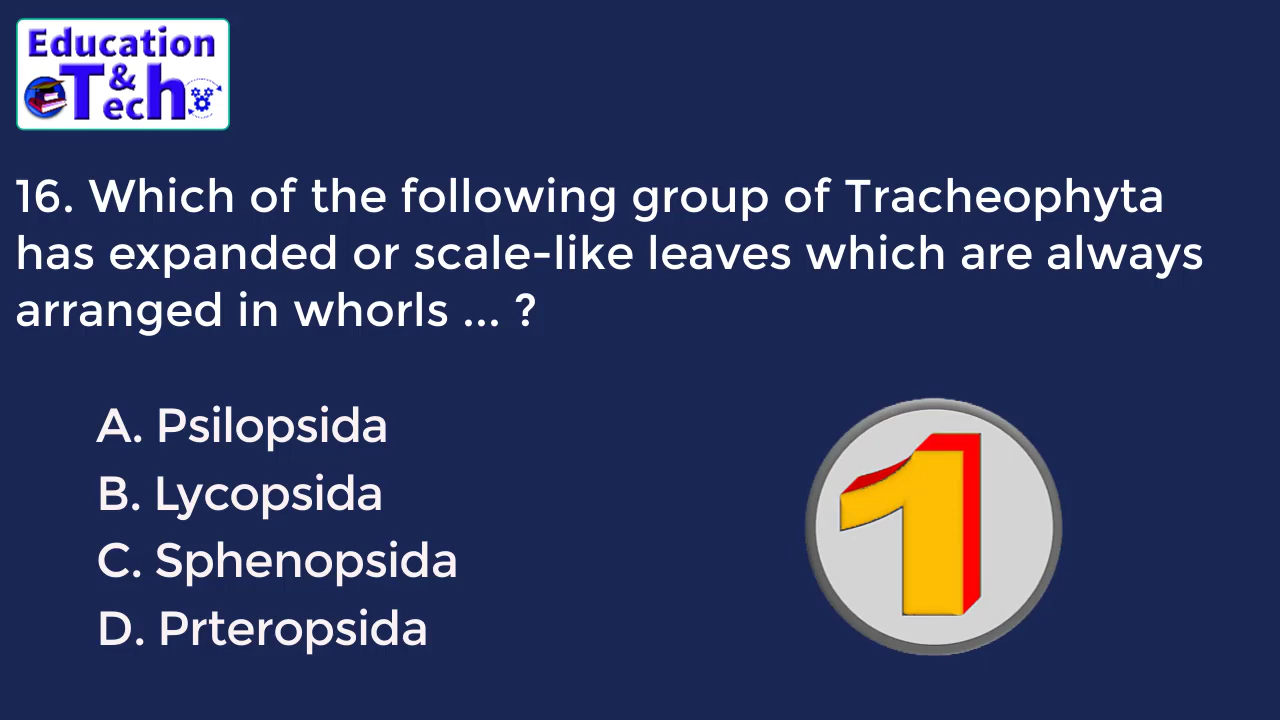 Education
&
Tech
16. Which of the following group of Tracheophyta
has expanded or scale-like leaves which are always
arranged in whorls ... ?
A. Psilopsida
B. Lycopsida
C. Sphenopsida
D. Prteropsida
1